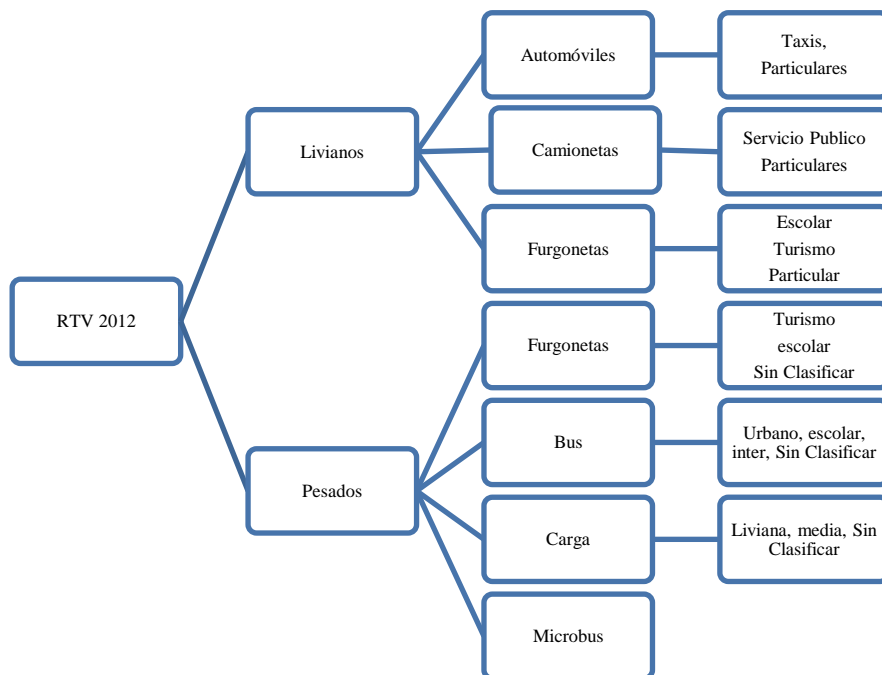 RTV 2012
Livianos
Automóviles
Taxis,
Particulares
Camionetas
Servicio Publico
Particulares
Furgonetas
Escolar
Turismo
Particular
Pesados
Furgonetas
Turismo
escolar
Sin Clasificar
Bus
Urbano, escolar,
inter, Sin Clasificar
Carga
Liviana, media, Sin
Clasificar
Microbus